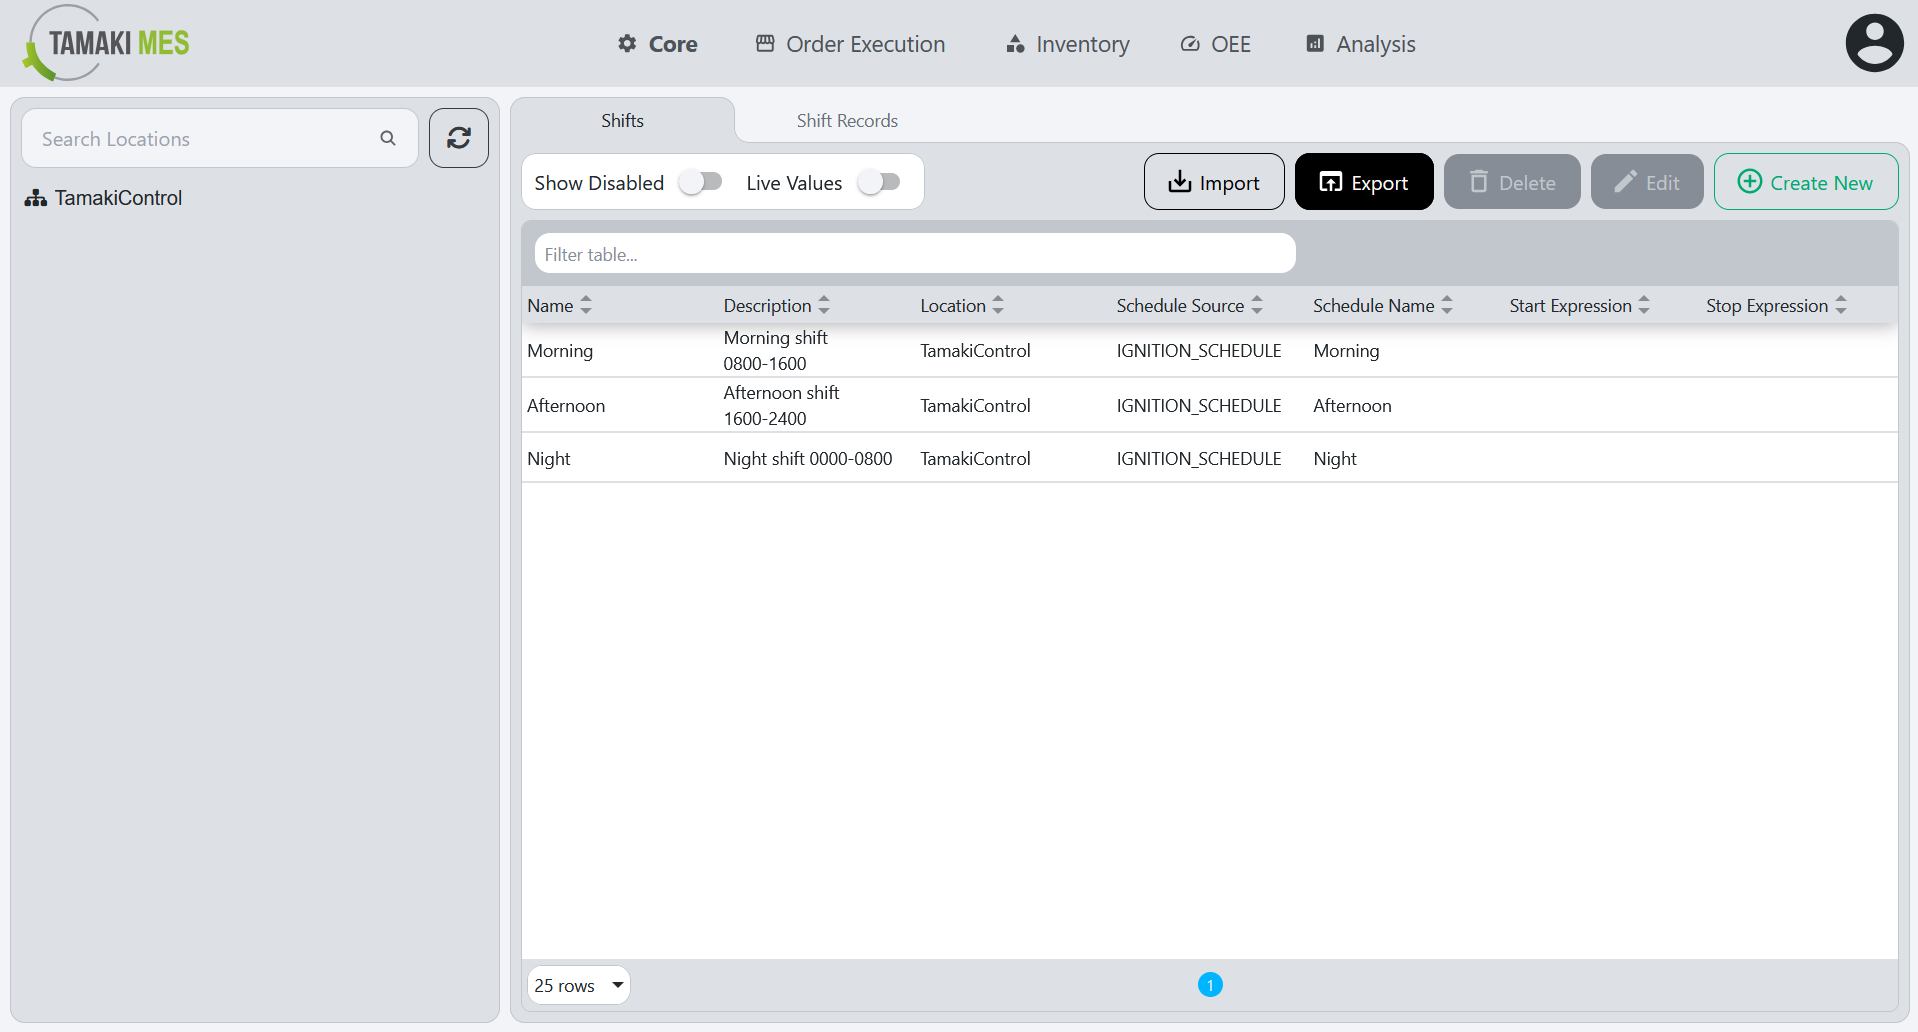 TAMAKI MES
Core
Order Execution
Inventory
OEE
Analysis
Search Locations
TamakiControl
Shifts
Shift Records
Show Disabled
Live Values
Import
Export
Delete
Edit
Create New
Filter table...
Name Description Location Schedule Source Schedule Name Start Expression Stop Expression
Morning Morning shift 0800-1600 TamakiControl IGNITION_SCHEDULE Morning
Afternoon Afternoon shift 1600-2400 TamakiControl IGNITION_SCHEDULE Afternoon
Night Night shift 0000-0800 TamakiControl IGNITION_SCHEDULE Night
25 rows
1